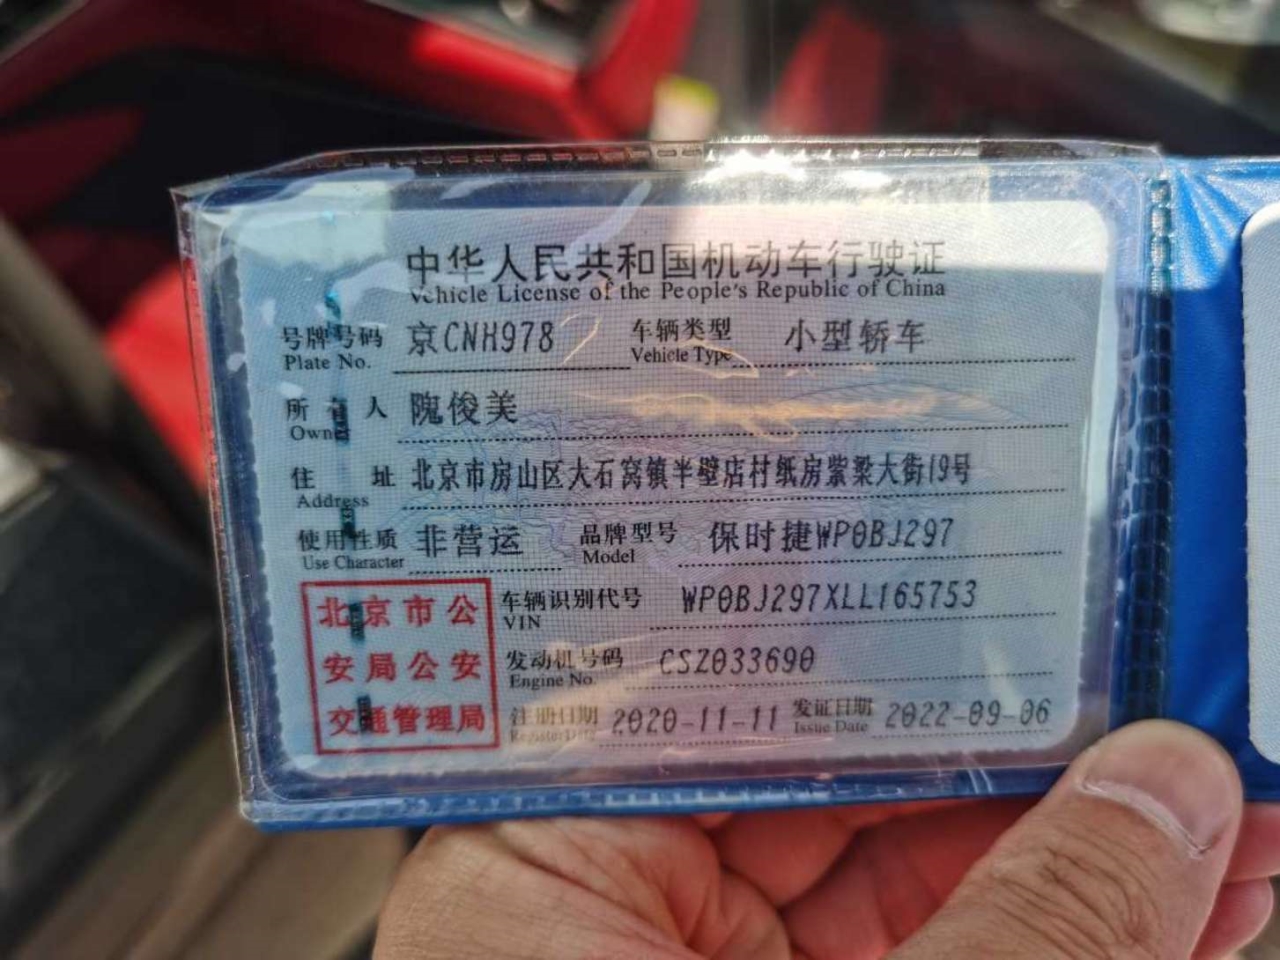 中华人民共和国机动车行驶证
Vehicle License of the People's Republic of China
号牌号码 京CNH978 车辆类型 小型轿车
Plate No. Vehicle Type
所有人 隗俊美
Owner
住址 北京市房山区大石窝镇半壁店村纸房紫梁大街19号
Address
使用性质 非营运 品牌型号 保时捷WP0BJ297
Use Character Model
北京市公
安局公安
交通管理局
车辆识别代号 WP0BJ297XLL165753
VIN
发动机号码 CSZ033690
Engine No.
注册日期 2020-11-11 发证日期 2022-09-06
Register Date Issue Date